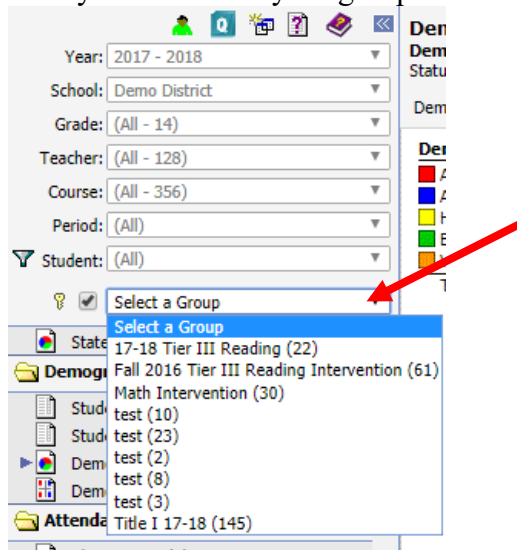 Year: 2017 - 2018
School: Demo District
Grade: (All - 14)
Teacher: (All - 128)
Course: (All - 356)
Period: (All)
Student: (All)
Select a Group
Select a Group
17-18 Tier III Reading (22)
Fall 2016 Tier III Reading Intervention (61)
Math Intervention (30)
test (10)
test (23)
test (2)
test (8)
test (3)
Title I 17-18 (145)
State
Demogr
Stud
Stud
Dem
Dem
Attenda
Den
Dem
Statu
Dem
Der